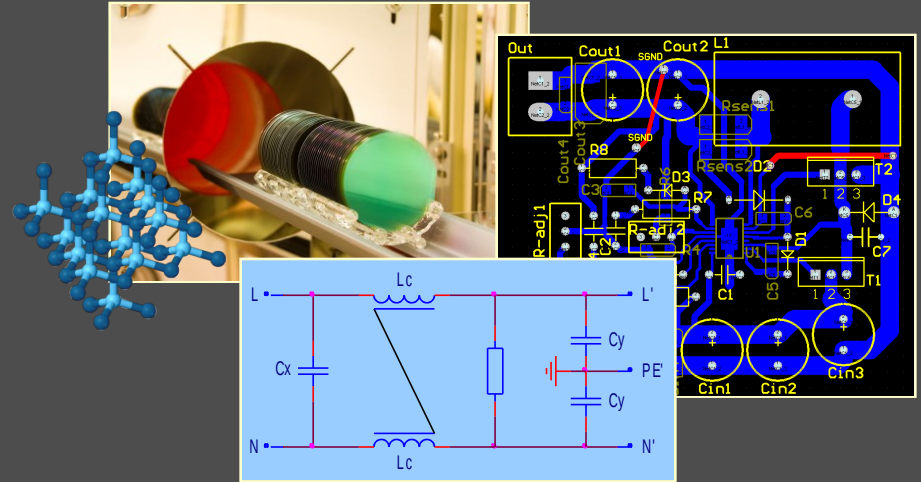 Out
Cout1
Cout2
L1
SGND
Rsens1
SGND
Cout4
Cout3
Rsens2
D2
R8
T2
C3
R6
D3
R7
1 2 3
D4
R-adj1
C2
R-adj2
C6
R4
U1
D1
C7
C1
C5
T1
1 2 3
Cin1
Cin2
Cin3
L
Lc
L'
Cx
Cy
PE'
Cy
N
Lc
N'